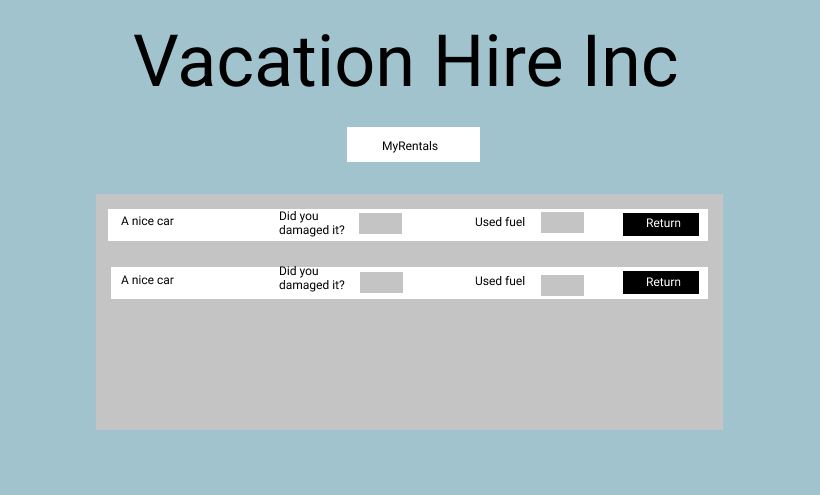 Vacation Hire Inc
MyRentals
A nice car
Did you
damaged it?
Used fuel
Return
A nice car
Did you
damaged it?
Used fuel
Return